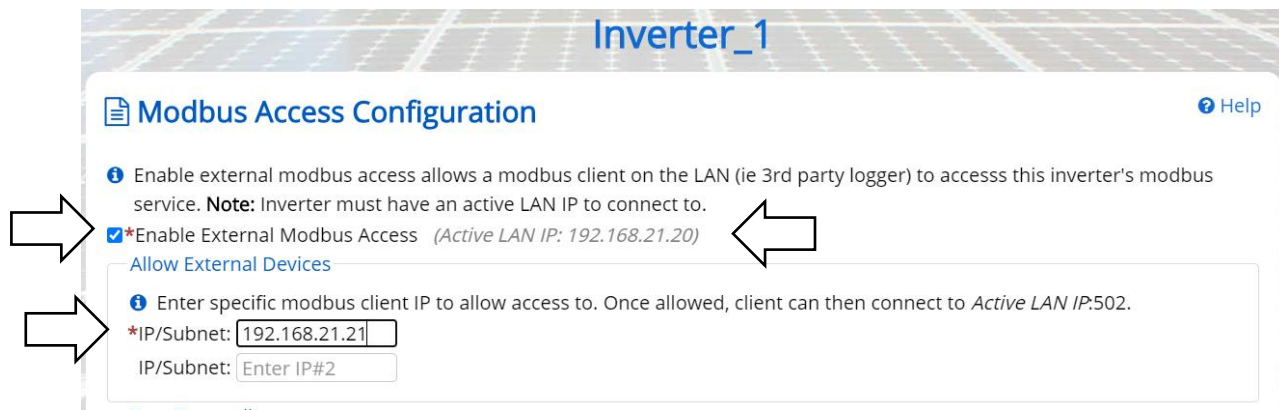 Inverter_1
Modbus Access Configuration
Help
Enable external modbus access allows a modbus client on the LAN (ie 3rd party logger) to accesss this inverter's modbus
service. Note: Inverter must have an active LAN IP to connect to.
*Enable External Modbus Access (Active LAN IP: 192.168.21.20)
Allow External Devices
Enter specific modbus client IP to allow access to. Once allowed, client can then connect to Active LAN IP:502.
*IP/Subnet: 192.168.21.21
IP/Subnet: Enter IP#2